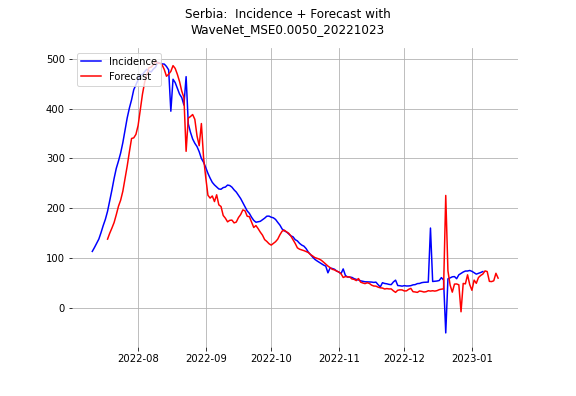 Serbia:  Incidence + Forecast with
WaveNet_MSE0.0050_20221023
Incidence
Forecast
500
400
300
200
100
0
2022-08 2022-09 2022-10 2022-11 2022-12 2023-01